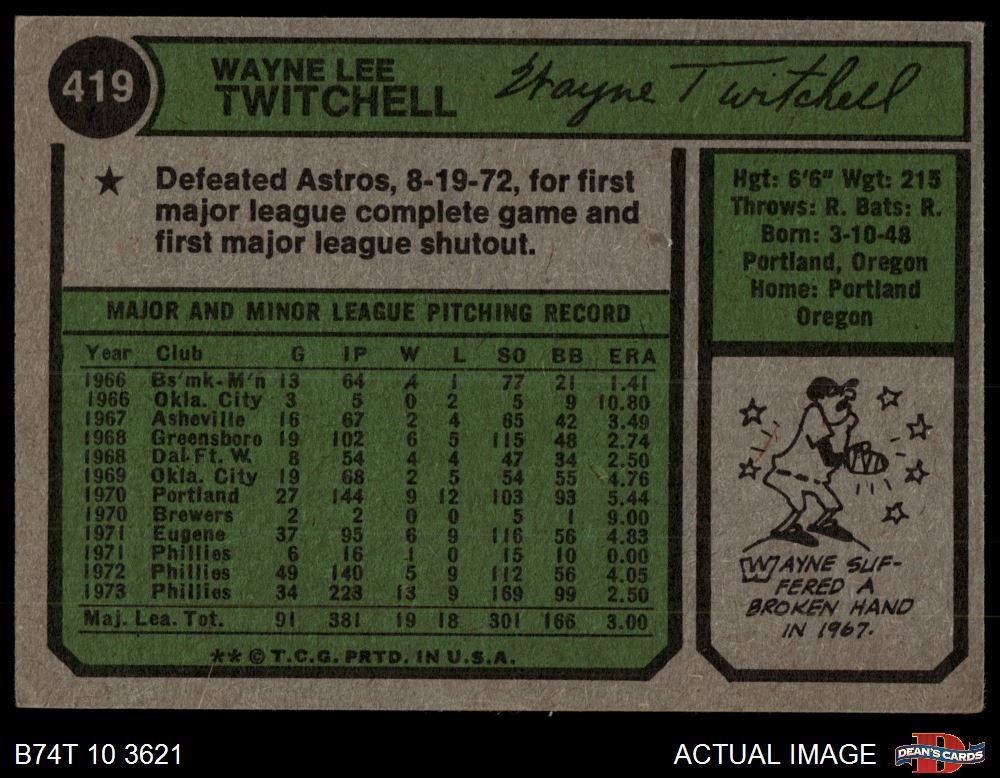 419
WAYNE LEE
TWITCHELL
Wayne Twitchell
★ Defeated Astros, 8-19-72, for first
major league complete game and
first major league shutout.
Hgt: 6'6" Wgt: 215
Throws: R. Bats: R.
Born: 3-10-48
Portland, Oregon
Home: Portland
Oregon
MAJOR AND MINOR LEAGUE PITCHING RECORD
Year Club G IP W L SO BB ERA
1966 Bs'mk-M'n 13 64 4 1 77 21 1.41
1966 Okla. City 3 5 0 2 5 9 10.80
1967 Asheville 16 67 2 4 65 42 3.49
1968 Greensboro 19 102 6 5 115 48 2.74
1968 Dal-Ft. W. 8 54 4 4 47 34 2.50
1969 Okla. City 19 68 2 5 54 55 4.76
1970 Portland 27 144 9 12 103 93 5.44
1970 Brewers 2 2 0 0 5 1 9.00
1971 Eugene 37 95 6 9 116 56 4.83
1971 Phillies 6 16 1 0 15 10 0.00
1972 Phillies 49 140 5 9 112 56 4.05
1973 Phillies 34 223 13 9 169 99 2.50
Maj. Lea. Tot. 91 381 19 18 301 166 3.00
** © T.C.G. PRTD. IN U.S.A.
WAYNE SUF-
FERED A
BROKEN HAND
IN 1967.
B74T 10 3621
ACTUAL IMAGE
D
DEAN'S CARDS